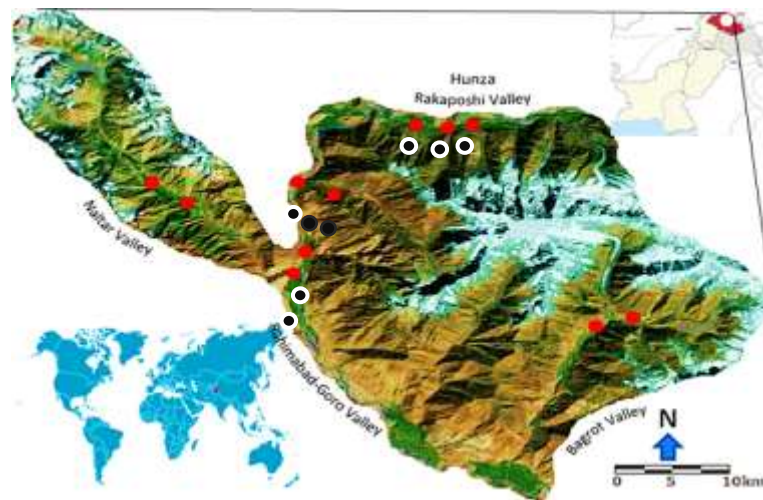 Hunza
Rakaposhi Valley
Naltar Valley
Rahimabad-Goro Valley
Bagrot Valley
N
0 5 10km